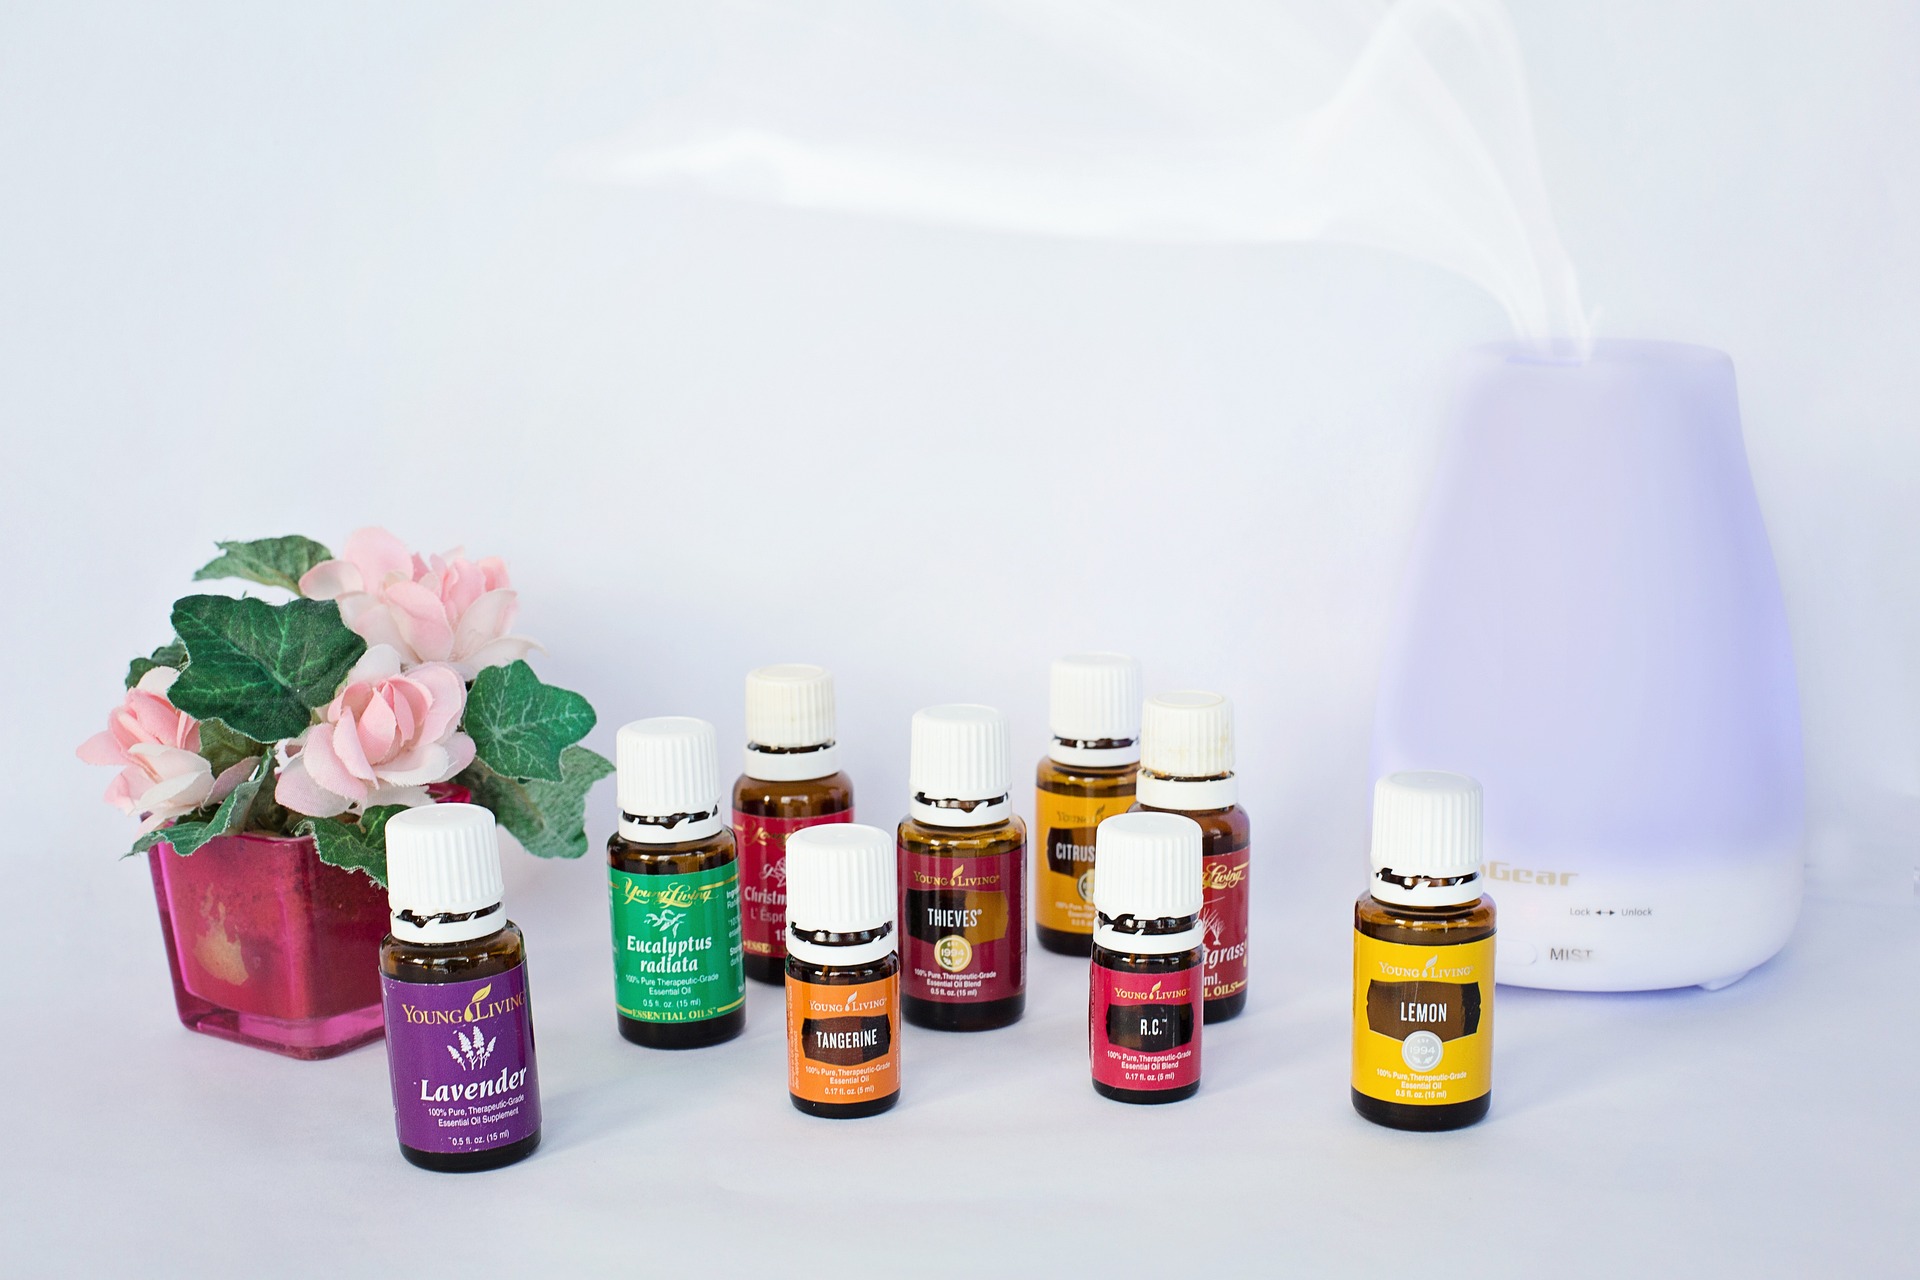 YOUNG LIVING
Lavender
100% Pure, Therapeutic-Grade
Essential Oil Supplement
0.5 fl. oz. (15 ml)
Young Living
Eucalyptus
radiata
100% Pure Therapeutic-Grade
Essential Oil
0.5 fl. oz. (15 ml)
ESSENTIAL OILS
Christm
L'Espri
15
ESSEN
YOUNG LIVING
TANGERINE
100% Pure, Therapeutic-Grade
Essential Oil
0.17 fl. oz. (5 ml)
YOUNG LIVING
THIEVES®
1994
100% Pure, Therapeutic-Grade
Essential Oil Blend
0.5 fl. oz. (15 ml)
CITRUS
YOUNG LIVING
R.C.™
100% Pure, Therapeutic-Grade
Essential Oil Blend
0.17 fl. oz. (5 ml)
Living
grass
ml.
L OILS
YOUNG LIVING
LEMON
1994
100% Pure, Therapeutic-Grade
Essential Oil
0.5 fl. oz. (15 ml)
Gear
Lock Unlock
MIST